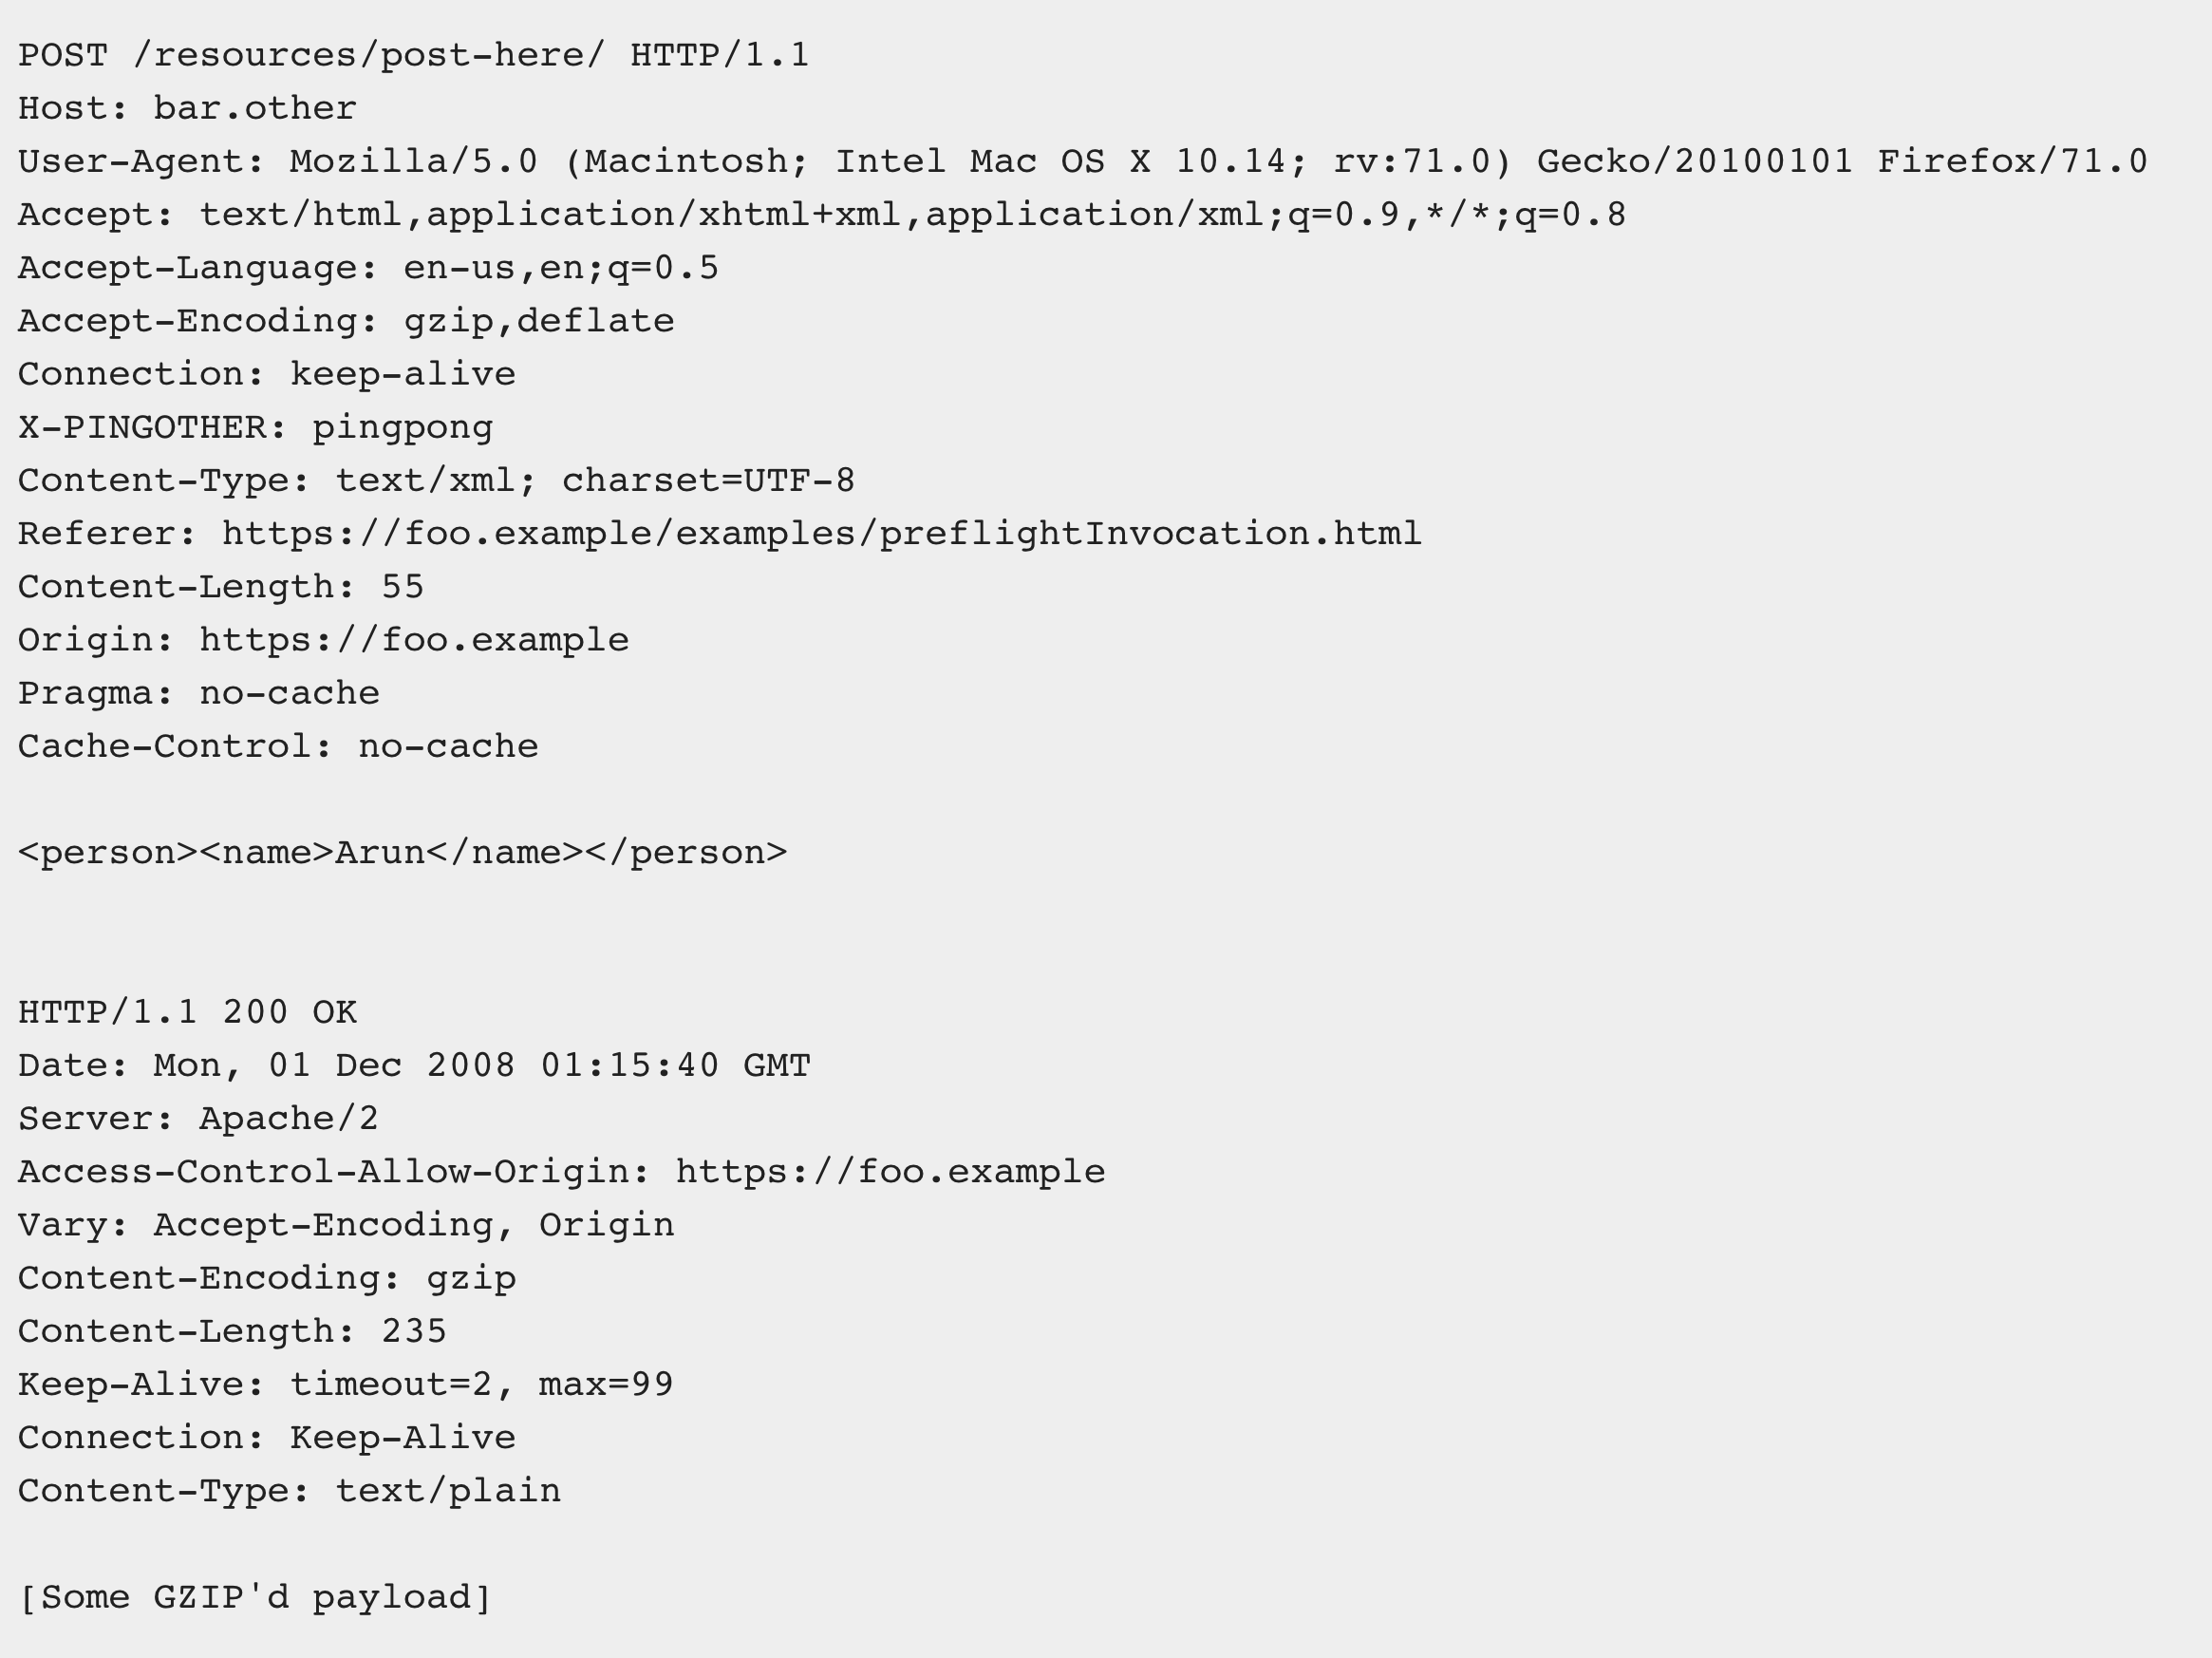 POST /resources/post-here/ HTTP/1.1
Host: bar.other
User-Agent: Mozilla/5.0 (Macintosh; Intel Mac OS X 10.14; rv:71.0) Gecko/20100101 Firefox/71.0
Accept: text/html,application/xhtml+xml,application/xml;q=0.9,*/*;q=0.8
Accept-Language: en-us,en;q=0.5
Accept-Encoding: gzip,deflate
Connection: keep-alive
X-PINGOTHER: pingpong
Content-Type: text/xml; charset=UTF-8
Referer: https://foo.example/examples/preflightInvocation.html
Content-Length: 55
Origin: https://foo.example
Pragma: no-cache
Cache-Control: no-cache

<person><name>Arun</name></person>


HTTP/1.1 200 OK
Date: Mon, 01 Dec 2008 01:15:40 GMT
Server: Apache/2
Access-Control-Allow-Origin: https://foo.example
Vary: Accept-Encoding, Origin
Content-Encoding: gzip
Content-Length: 235
Keep-Alive: timeout=2, max=99
Connection: Keep-Alive
Content-Type: text/plain

[Some GZIP'd payload]